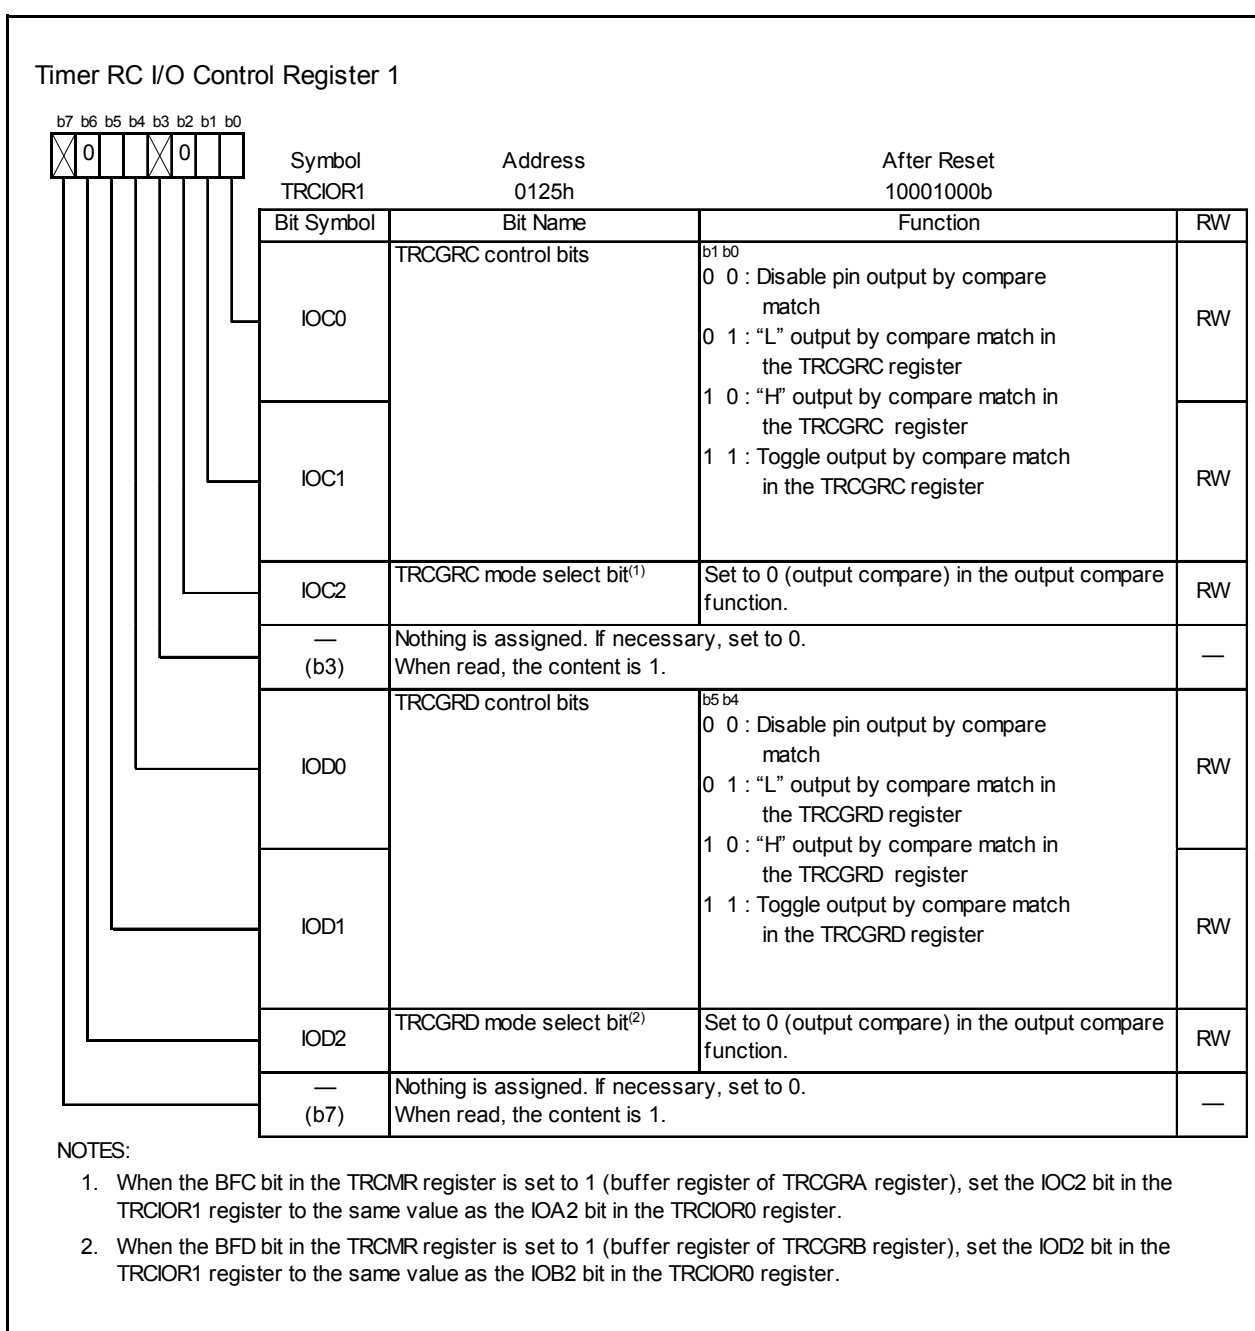 Timer RC I/O Control Register 1
b7 b6 b5 b4 b3 b2 b1 b0
0 0
Symbol Address After Reset
TRCIOR1 0125h 10001000b
Bit Symbol Bit Name Function RW
IOC0 TRCGRC control bits b1 b0
0 0 : Disable pin output by compare
match
0 1 : “L” output by compare match in
the TRCGRC register
1 0 : “H” output by compare match in
the TRCGRC register
1 1 : Toggle output by compare match
in the TRCGRC register
RW
IOC1 RW
IOC2 TRCGRC mode select bit(1) Set to 0 (output compare) in the output compare
function.
RW
—
(b3)
Nothing is assigned. If necessary, set to 0.
When read, the content is 1.
—
IOD0 TRCGRD control bits b5 b4
0 0 : Disable pin output by compare
match
0 1 : “L” output by compare match in
the TRCGRD register
1 0 : “H” output by compare match in
the TRCGRD register
1 1 : Toggle output by compare match
in the TRCGRD register
RW
IOD1 RW
IOD2 TRCGRD mode select bit(2) Set to 0 (output compare) in the output compare
function.
RW
—
(b7)
Nothing is assigned. If necessary, set to 0.
When read, the content is 1.
—
NOTES:
1. When the BFC bit in the TRCMR register is set to 1 (buffer register of TRCGRA register), set the IOC2 bit in the
TRCIOR1 register to the same value as the IOA2 bit in the TRCIOR0 register.
2. When the BFD bit in the TRCMR register is set to 1 (buffer register of TRCGRB register), set the IOD2 bit in the
TRCIOR1 register to the same value as the IOB2 bit in the TRCIOR0 register.